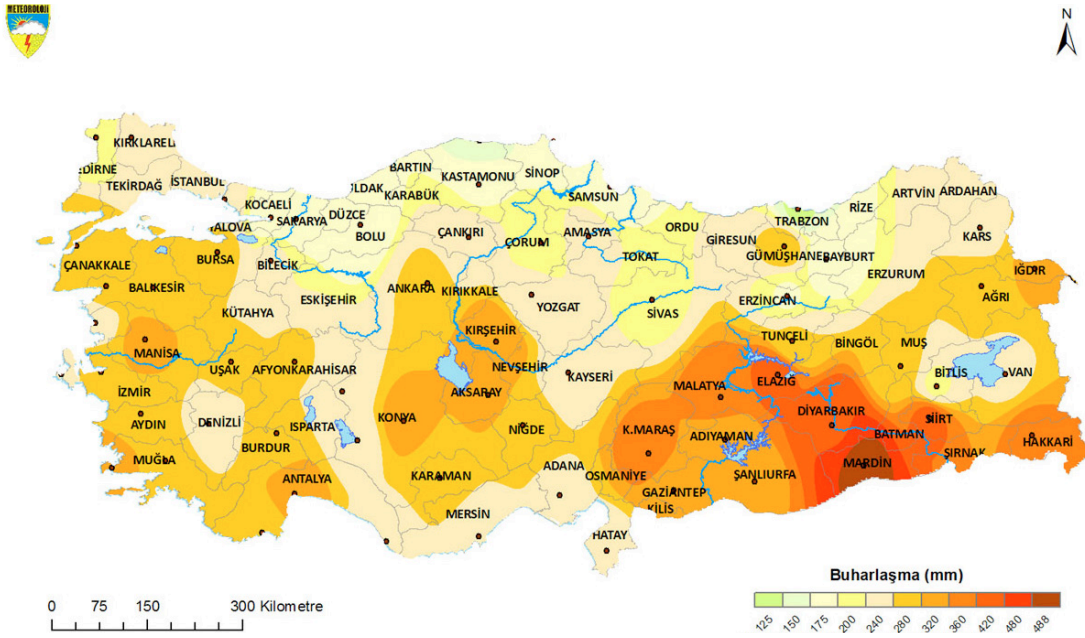 METEOROLOJİ
N
KIRKLARELİ
EDİRNE
TEKİRDAĞ
İSTANBUL
KOCAELİ
SAKARYA
DÜZCE
BOLU
ULDAK
BARTIN
KARABÜK
KASTAMONU
SİNOP
SAMSUN
ÇANKIRI
ÇORUM
AMASYA
TOKAT
ORDU
GİRESUN
TRABZON
RİZE
ARTVİN
ARDAHAN
KARS
GÜMÜŞHANE
BAYBURT
ERZURUM
IĞDIR
AĞRI
ALOVA
BURSA
BİLECİK
ÇANAKKALE
BALIKESİR
KÜTAHYA
ESKİŞEHİR
ANKARA
KIRIKKALE
YOZGAT
SİVAS
ERZİNCAN
TUNÇELİ
BİNGÖL
MUŞ
BİTLİS
VAN
MANİSA
UŞAK
AFYONKARAHİSAR
KIRŞEHİR
NEVŞEHİR
KAYSERİ
MALATYA
ELAZIĞ
DİYARBAKIR
İZMİR
AYDIN
DENİZLİ
BURDUR
ISPARTA
KONYA
AKSARAY
NİĞDE
K.MARAŞ
ADIYAMAN
BATMAN
SİİRT
ŞIRNAK
HAKKARİ
MUĞLA
ANTALYA
KARAMAN
MERSİN
ADANA
OSMANİYE
GAZİANTEP
KİLİS
ŞANLIURFA
MARDİN
HATAY
0 75 150 300 Kilometre
Buharlaşma (mm)
125 150 175 200 240 280 320 360 420 480 488